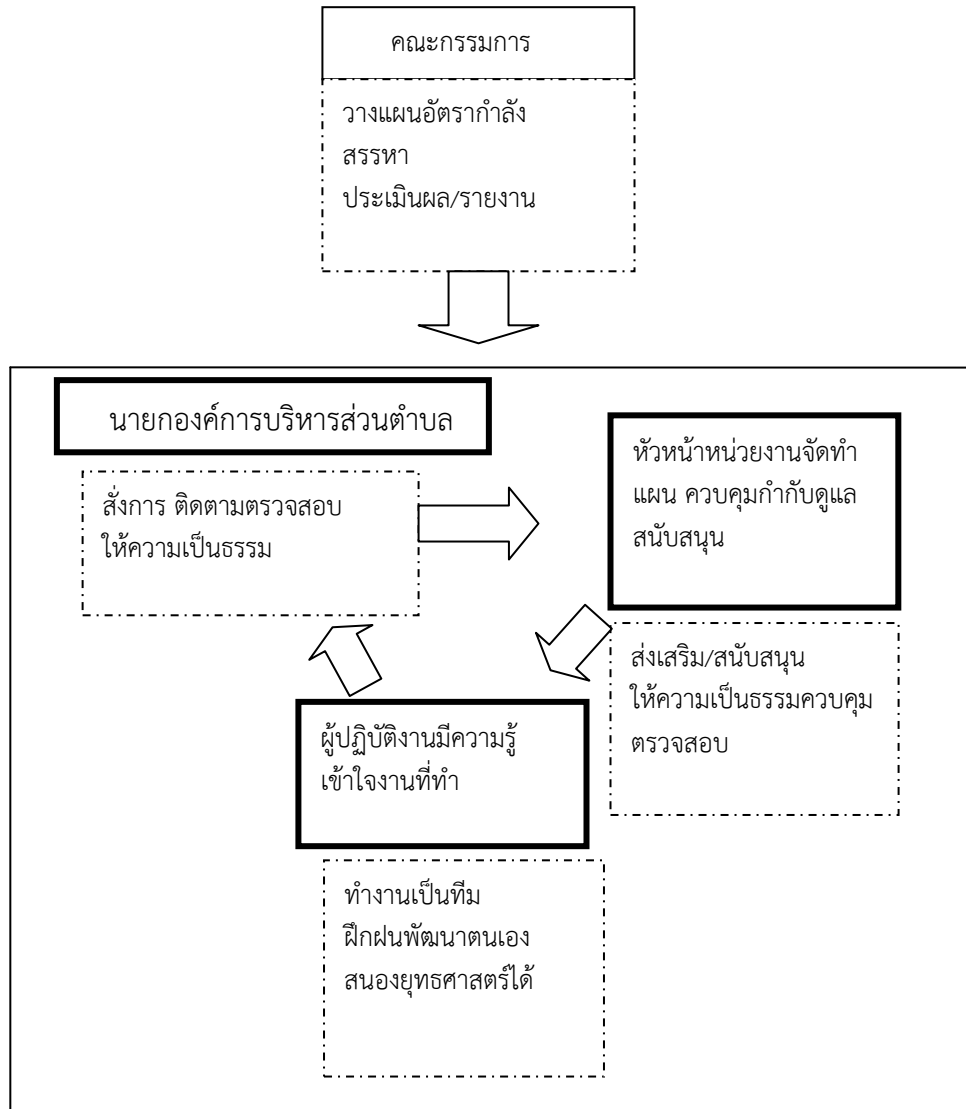 คณะกรรมการ
วางแผนอัตรากำลัง
สรรหา
ประเมินผล/รายงาน
นายกองค์การบริหารส่วนตำบล
สั่งการ ติดตามตรวจสอบ
ให้ความเป็นธรรม
หัวหน้าหน่วยงานจัดทำ
แผน ควบคุมกำกับดูแล
สนับสนุน
ส่งเสริม/สนับสนุน
ให้ความเป็นธรรมควบคุม
ตรวจสอบ
ผู้ปฏิบัติงานมีความรู้
เข้าใจงานที่ทำ
ทำงานเป็นทีม
ฝึกฝนพัฒนาตนเอง
สนองยุทธศาสตร์ได้